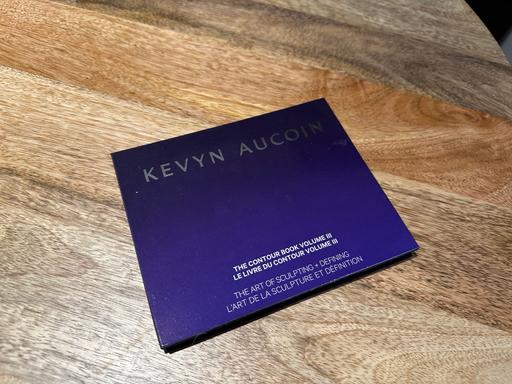 KEVYN AUCOIN
THE CONTOUR BOOK VOLUME III
LE LIVRE DU CONTOUR VOLUME III
THE ART OF SCULPTING + DEFINING
L'ART DE LA SCULPTURE ET DÉFINITION